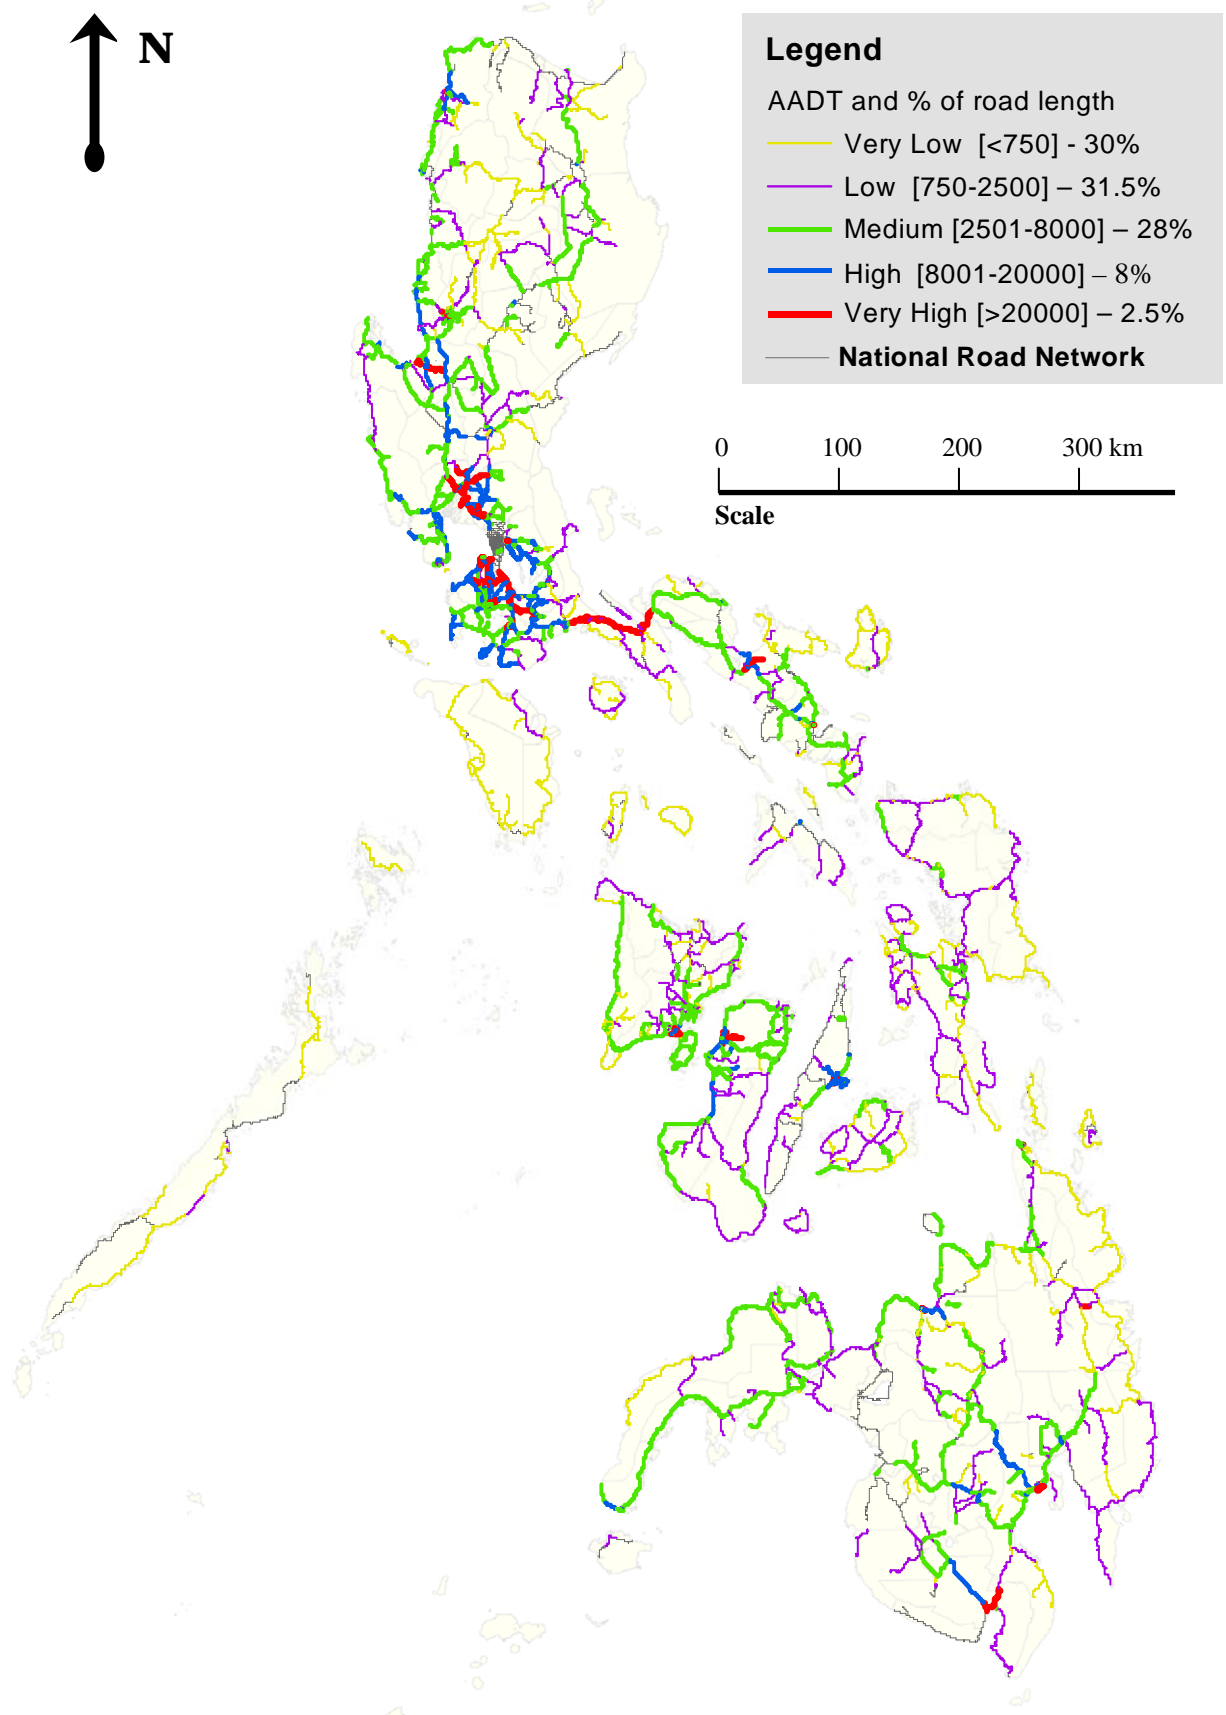 N
Legend
AADT and % of road length
Very Low [<750] - 30%
Low [750-2500] – 31.5%
Medium [2501-8000] – 28%
High [8001-20000] – 8%
Very High [>20000] – 2.5%
National Road Network
0 100 200 300 km
Scale